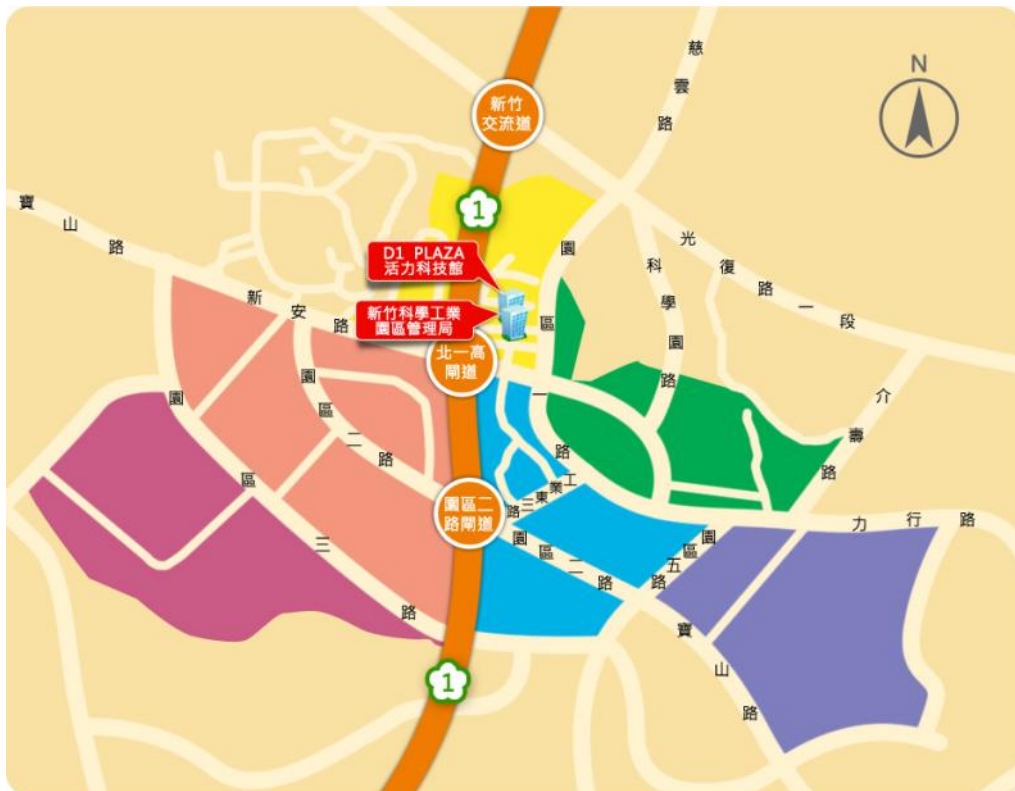 N
慈雲路
新竹
交流道
1
寶山路
D1 PLAZA
活力科技館
新竹科學工業
園區管理局
光復路一段
科學園路
園區一路
新安路
北一高
閘道
介壽路
園區二路
園區三路
工業東三路
園區二
路閘道
園區二路
園區五路
力行路
寶山路
1